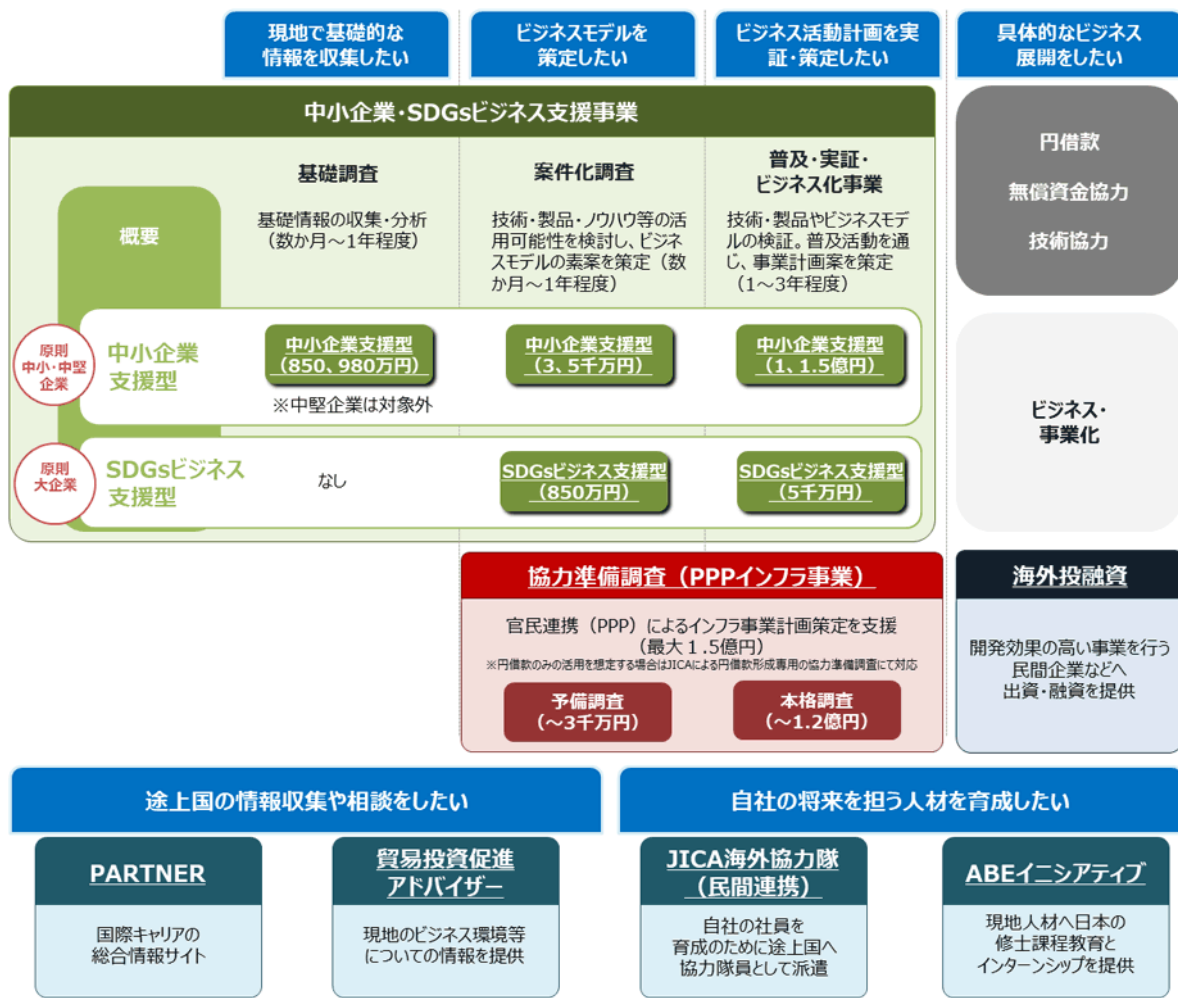 現地で基礎的な
情報を収集したい
ビジネスモデルを
策定したい
ビジネス活動計画を実
証・策定したい
具体的なビジネス
展開をしたい
中小企業・SDGsビジネス支援事業
概要
基礎調査
基礎情報の収集・分析
（数か月～1年程度）
案件化調査
技術・製品・ノウハウ等の活
用可能性を検討し、ビジネ
スモデルの素案を策定（数
か月～1年程度）
普及・実証・
ビジネス化事業
技術・製品やビジネスモデ
ルの検証。普及活動を通
じ、事業計画案を策定
（1～3年程度）
円借款
無償資金協力
技術協力
原則
中小・中堅
企業
中小企業
支援型
中小企業支援型
（850、980万円）
※中堅企業は対象外
中小企業支援型
（3、5千万円）
中小企業支援型
（1、1.5億円）
原則
大企業
SDGsビジネス
支援型
なし
SDGsビジネス支援型
（850万円）
SDGsビジネス支援型
（5千万円）
ビジネス・
事業化
協力準備調査（PPPインフラ事業）
官民連携（PPP）によるインフラ事業計画策定を支援
（最大１.5億円）
※円借款のみの活用を想定する場合はJICAによる円借款形成専用の協力準備調査にて対応
予備調査
（～3千万円）
本格調査
（～1.2億円）
海外投融資
開発効果の高い事業を行う
民間企業などへ
出資・融資を提供
途上国の情報収集や相談をしたい
自社の将来を担う人材を育成したい
PARTNER
国際キャリアの
総合情報サイト
貿易投資促進
アドバイザー
現地のビジネス環境等
についての情報を提供
JICA海外協力隊
（民間連携）
自社の社員を
育成のために途上国へ
協力隊員として派遣
ABEイニシアティブ
現地人材へ日本の
修士課程教育と
インターンシップを提供